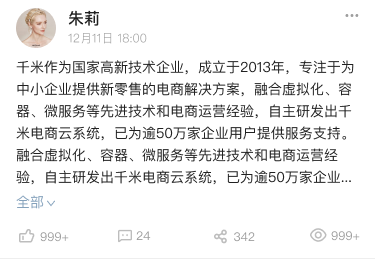 朱莉
12月11日 18:00
千米作为国家高新技术企业，成立于2013年，专注于为
中小企业提供新零售的电商解决方案，融合虚拟化、容
器、微服务等先进技术和电商运营经验，自主研发出千
米电商云系统，已为逾50万家企业用户提供服务支持。
融合虚拟化、容器、微服务等先进技术和电商运营经
验，自主研发出千米电商云系统，已为逾50万家企业...
全部
999+ 24 342 999+